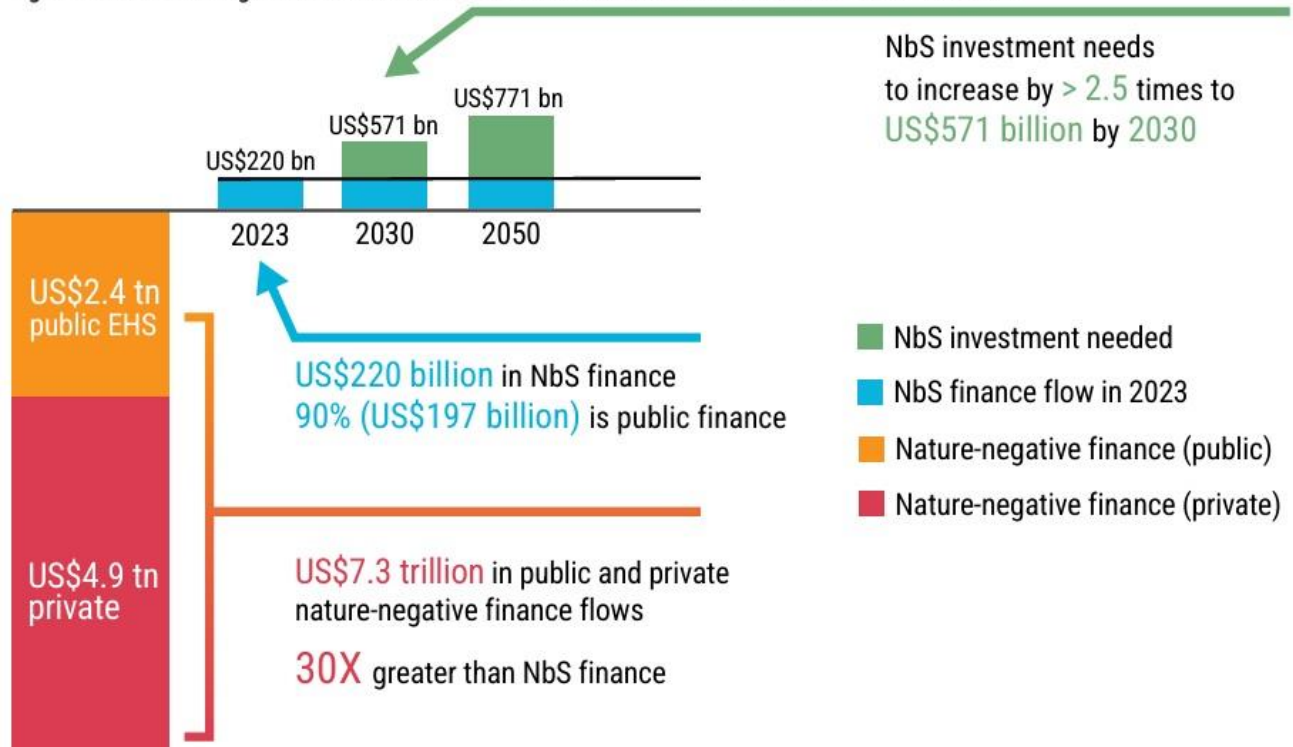 NbS investment needs
to increase by > 2.5 times to
US$571 billion by 2030
US$771 bn
US$571 bn
US$220 bn
2023
2030
2050
US$2.4 tn
public EHS
US$220 billion in NbS finance
90% (US$197 billion) is public finance
NbS investment needed
NbS finance flow in 2023
Nature-negative finance (public)
Nature-negative finance (private)
US$4.9 tn
private
US$7.3 trillion in public and private
nature-negative finance flows
30X greater than NbS finance